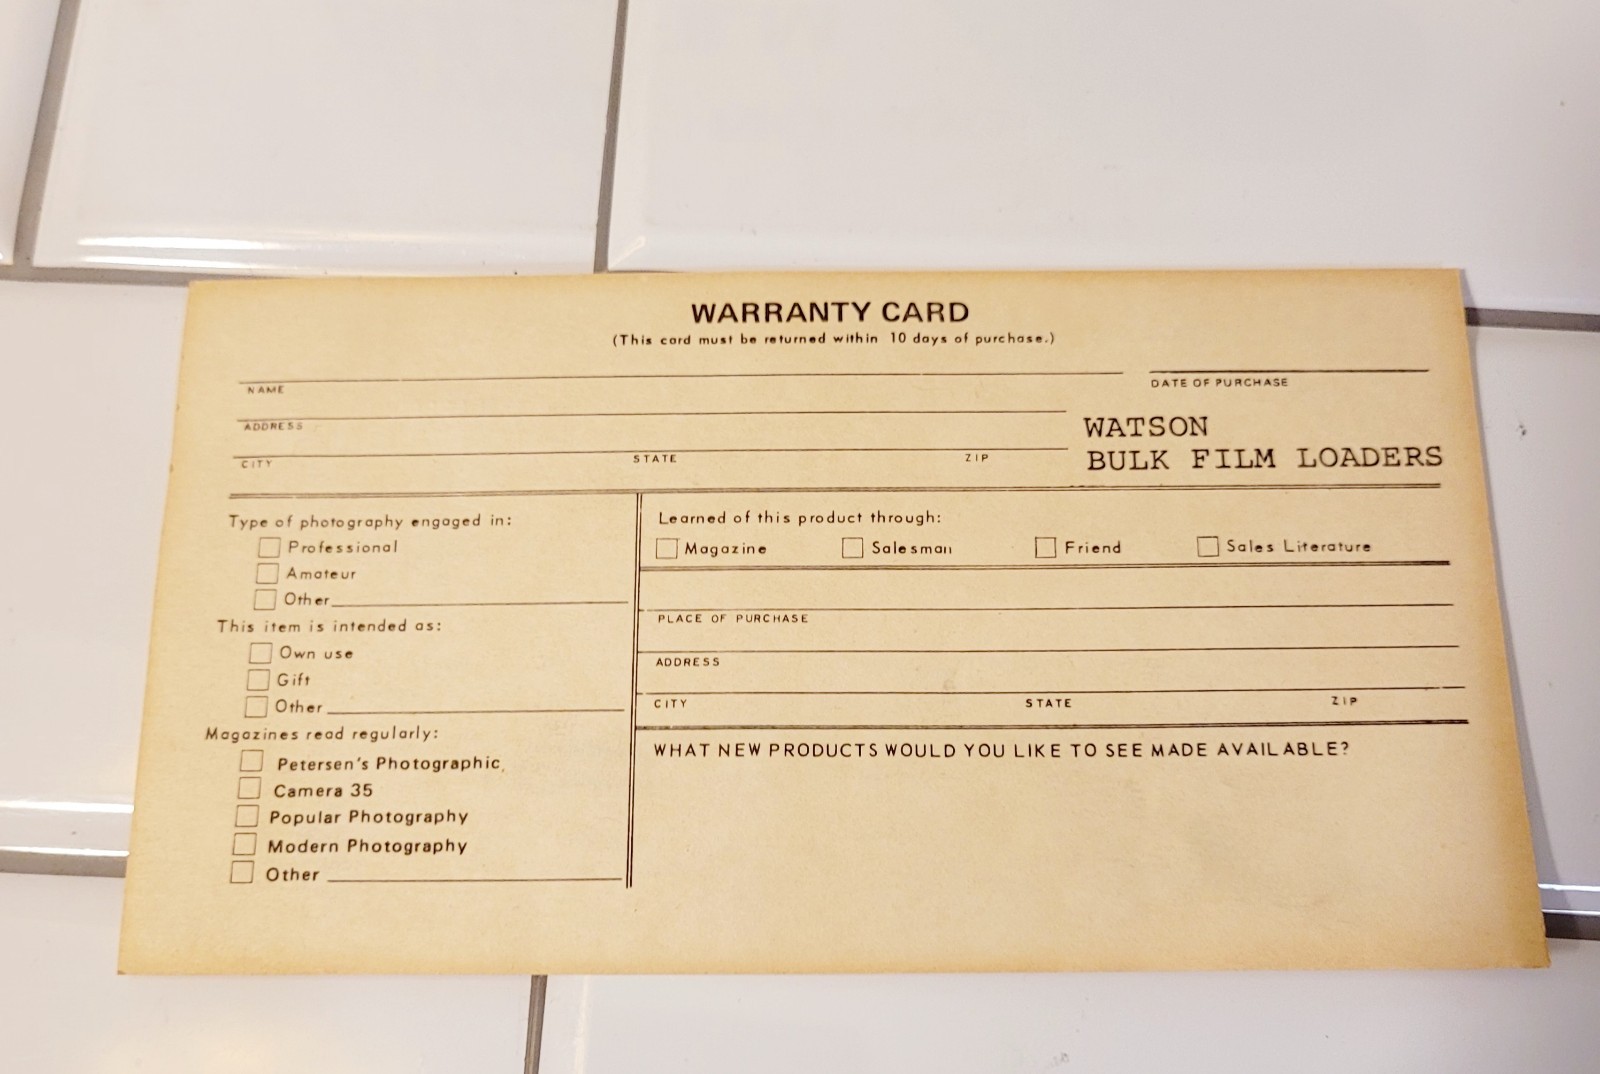 WARRANTY CARD
(This card must be returned within 10 days of purchase.)
NAME
DATE OF PURCHASE
ADDRESS
CITY STATE ZIP
WATSON
BULK FILM LOADERS
Type of photography engaged in:
Professional
Amateur
Other
This item is intended as:
Own use
Gift
Other
Magazines read regularly:
Petersen's Photographic
Camera 35
Popular Photography
Modern Photography
Other
Learned of this product through:
Magazine Salesman Friend Sales Literature
PLACE OF PURCHASE
ADDRESS
CITY STATE ZIP
WHAT NEW PRODUCTS WOULD YOU LIKE TO SEE MADE AVAILABLE?